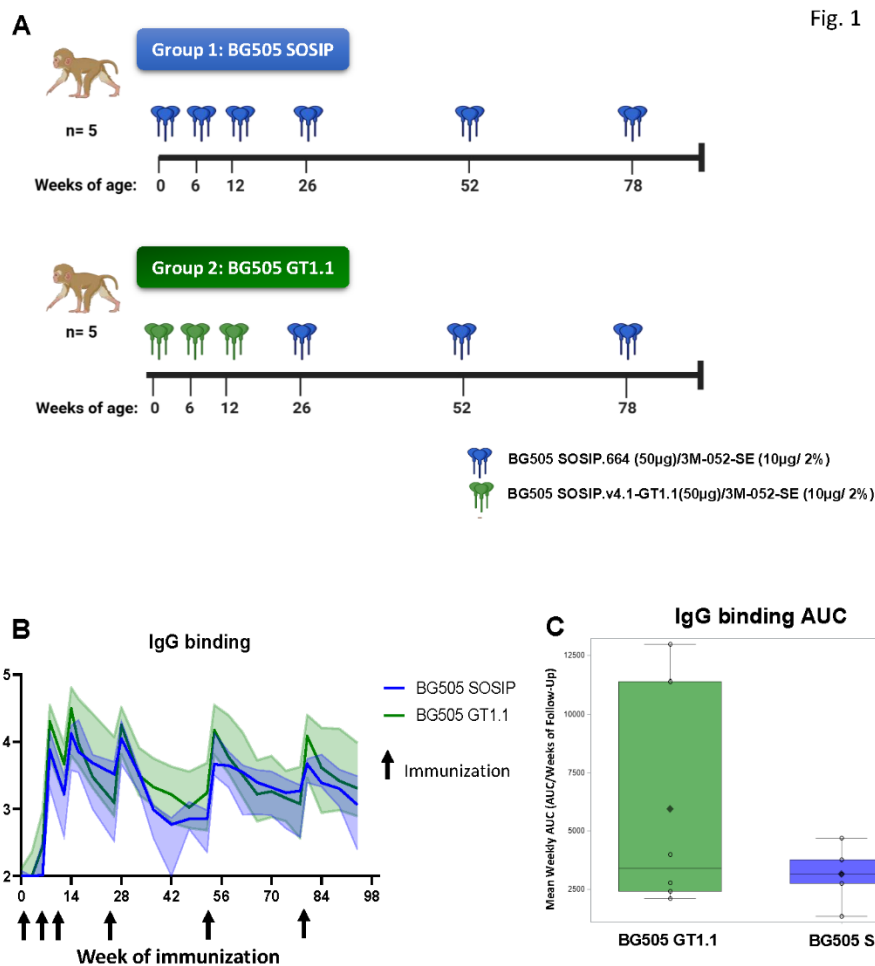 Fig. 1
A
Group 1: BG505 SOSIP
n= 5
Weeks of age: 0 6 12 26 52 78
Group 2: BG505 GT1.1
n= 5
Weeks of age: 0 6 12 26 52 78
BG505 SOSIP.664 (50µg)/3M-052-SE (10µg/ 2%)
BG505 SOSIP.v4.1-GT1.1(50µg)/3M-052-SE (10µg/ 2%)
B
IgG binding
5
4
3
2
0 14 28 42 56 70 84 98
Week of immunization
BG505 SOSIP
BG505 GT1.1
Immunization
C
IgG binding AUC
Mean Weekly AUC (AUC/Weeks of Follow-Up)
12500
10000
7500
5000
2500
BG505 GT1.1 BG505 S